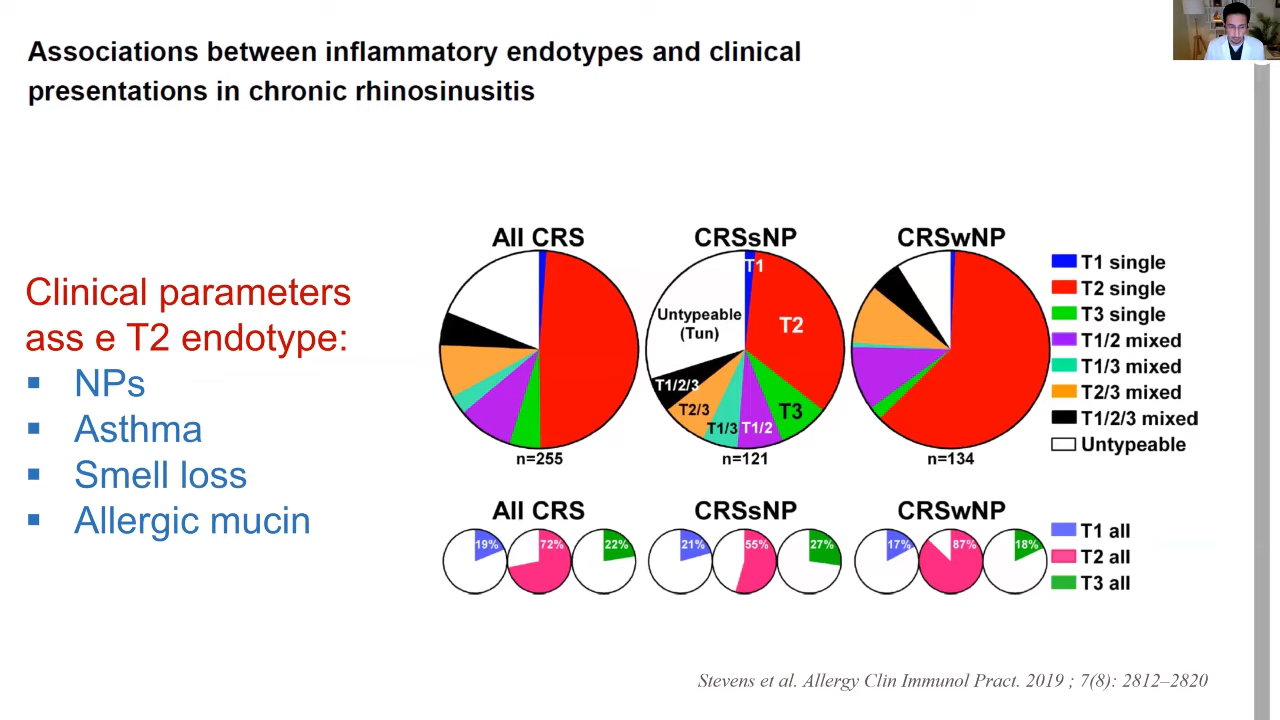 Associations between inflammatory endotypes and clinical
presentations in chronic rhinosinusitis
Clinical parameters
ass e T2 endotype:
▪ NPs
▪ Asthma
▪ Smell loss
▪ Allergic mucin
All CRS
CRSsNP
CRSwNP
T1
Untypeable
(Tun)
T2
T1/2/3
T2/3
T1/3
T1/2
T3
n=255
n=121
n=134
T1 single
T2 single
T3 single
T1/2 mixed
T1/3 mixed
T2/3 mixed
T1/2/3 mixed
Untypeable
All CRS
CRSsNP
CRSwNP
19% 72% 22%
21% 55% 27%
17% 87% 18%
T1 all
T2 all
T3 all
Stevens et al. Allergy Clin Immunol Pract. 2019 ; 7(8): 2812–2820